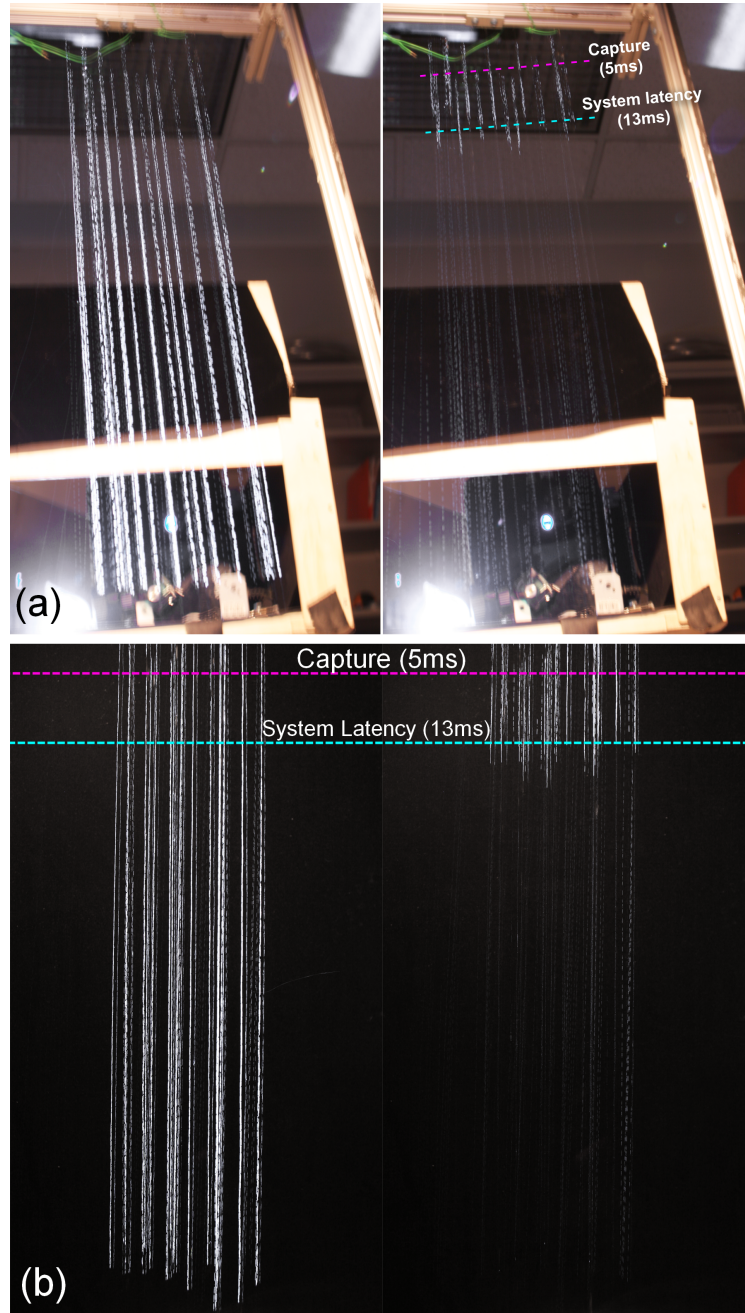 Capture
(5ms)
System latency
(13ms)
(a)
Capture (5ms)
System Latency (13ms)
(b)